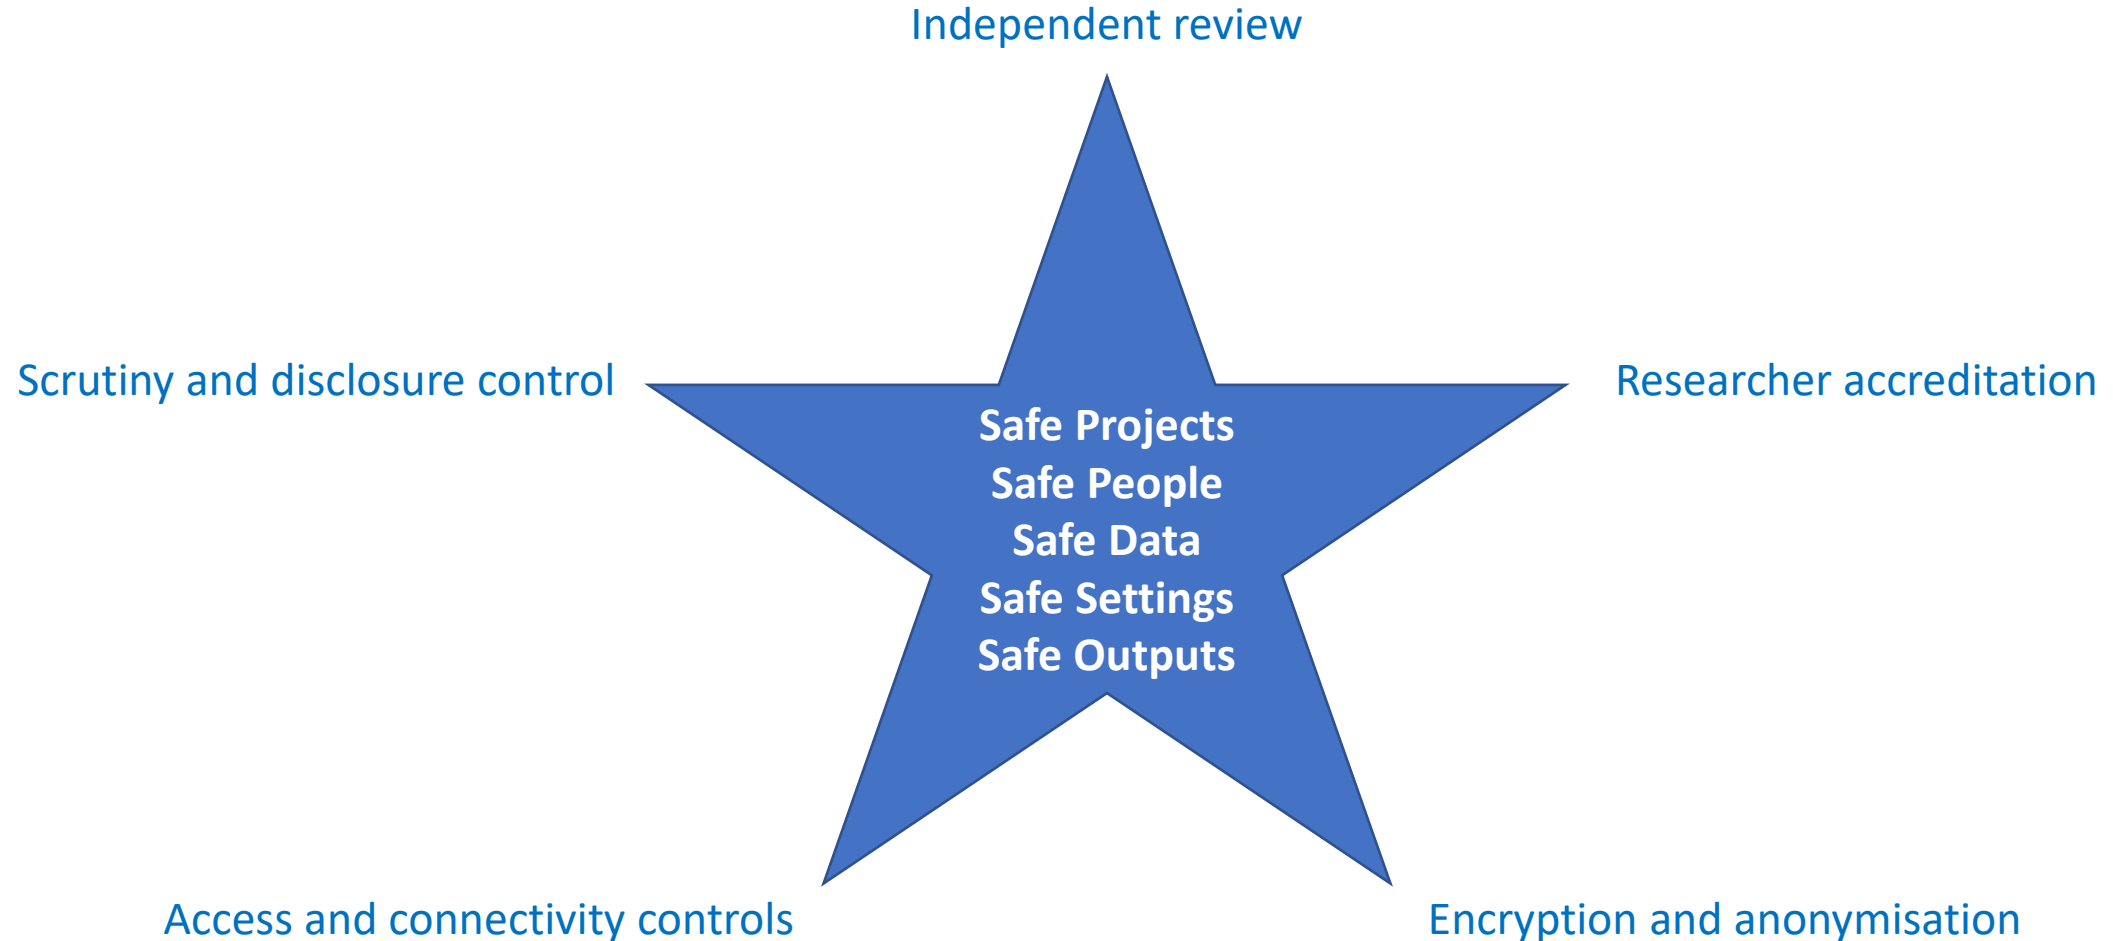 Independent review
Scrutiny and disclosure control
Researcher accreditation
Safe Projects
Safe People
Safe Data
Safe Settings
Safe Outputs
Access and connectivity controls
Encryption and anonymisation